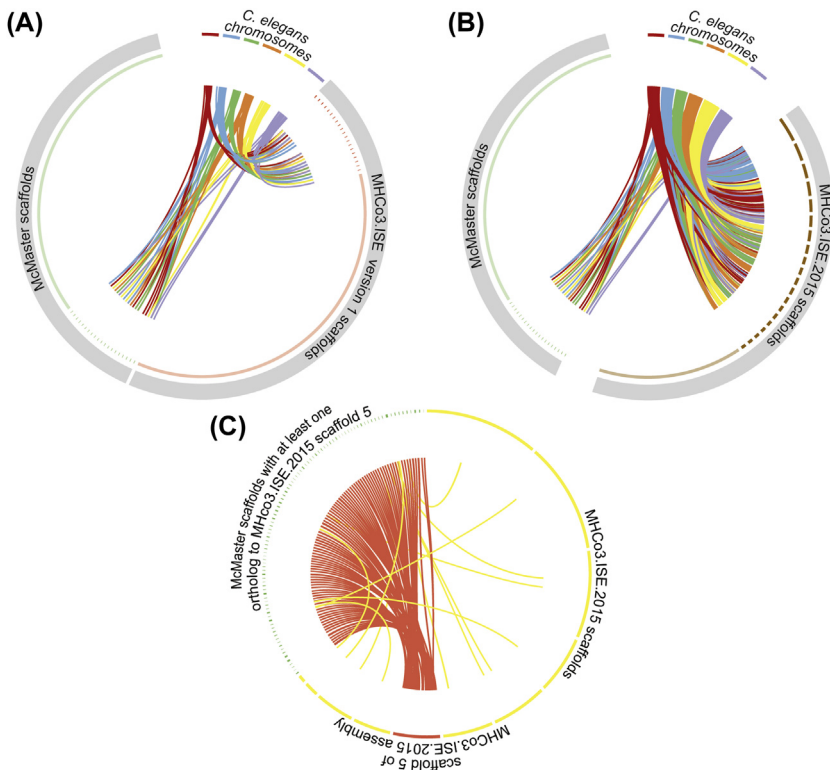 (A)
C. elegans
chromosomes
McMaster scaffolds
MHCo3.ISE version 1 scaffolds
(B)
C. elegans
chromosomes
McMaster scaffolds
MHCo3.ISE.2015 scaffolds
(C)
McMaster scaffolds with at least one
ortholog to MHco3.ISE.2015 scaffold 5
MHCo3.ISE.2015 scaffolds
scaffold 5 of
MHCo3.ISE.2015 assembly